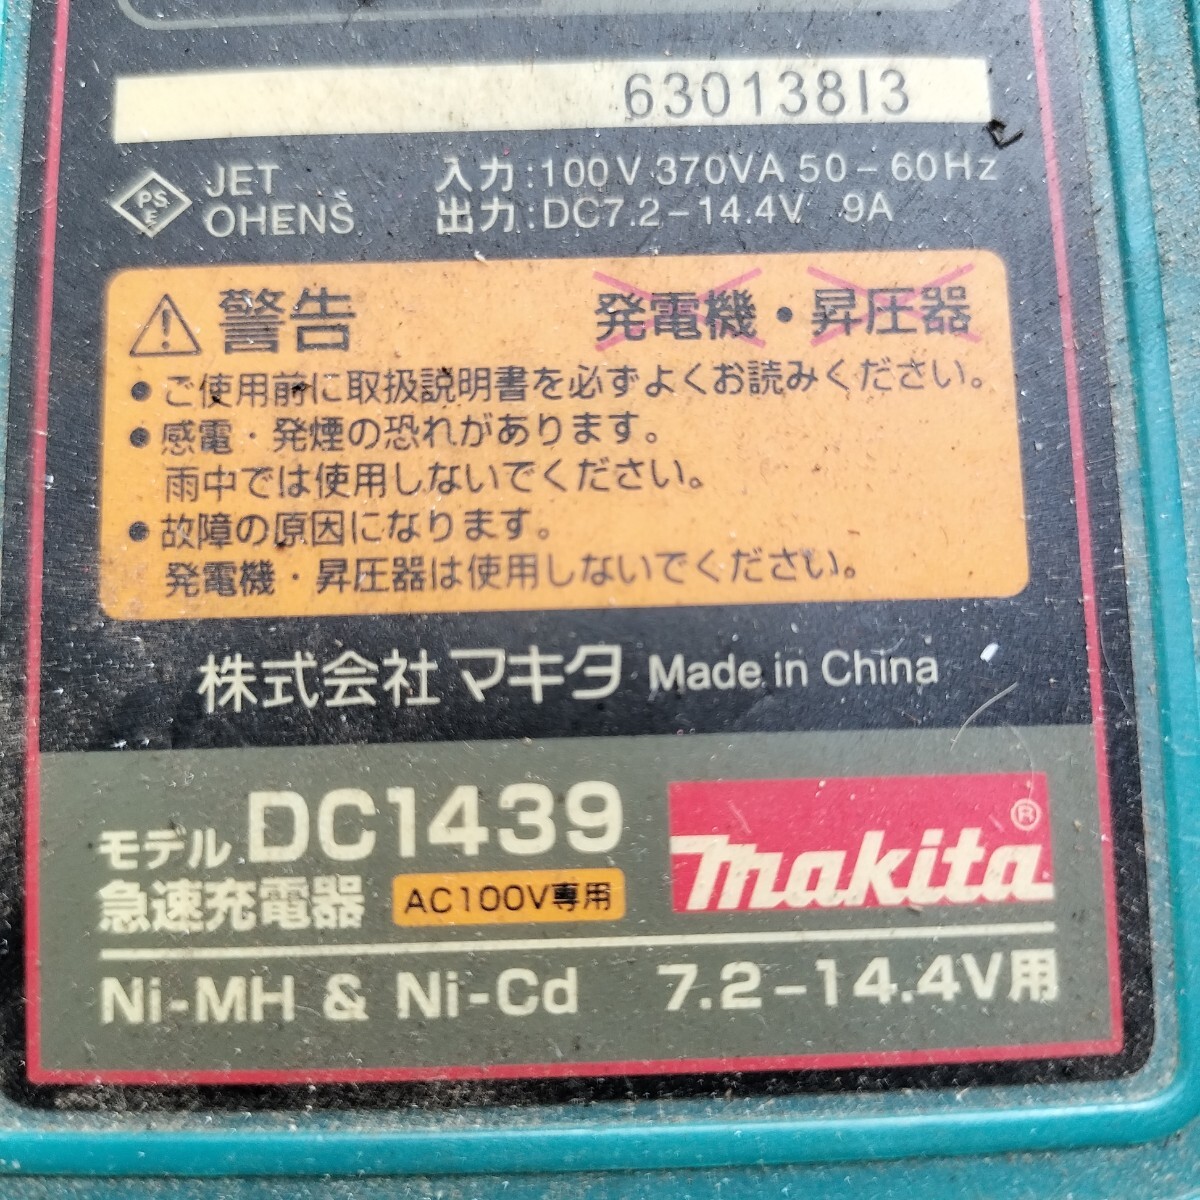 630138I3
PS
E
JET
OHENS
入力:100V 370VA 50-60Hz
出力:DC7.2-14.4V 9A
警告 発電機・昇圧器
●ご使用前に取扱説明書を必ずよくお読みください。
●感電・発煙の恐れがあります。
雨中では使用しないでください。
●故障の原因になります。
発電機・昇圧器は使用しないでください。
株式会社マキタ Made in China
モデル DC1439
急速充電器 AC100V専用
makita®
Ni-MH & Ni-Cd 7.2-14.4V用